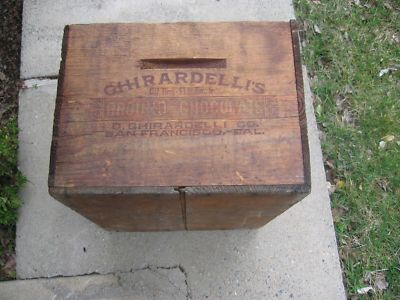 GHIRARDELLI'S
GROUND CHOCOLATE
D. GHIRARDELLI CO.
SAN FRANCISCO, CAL.